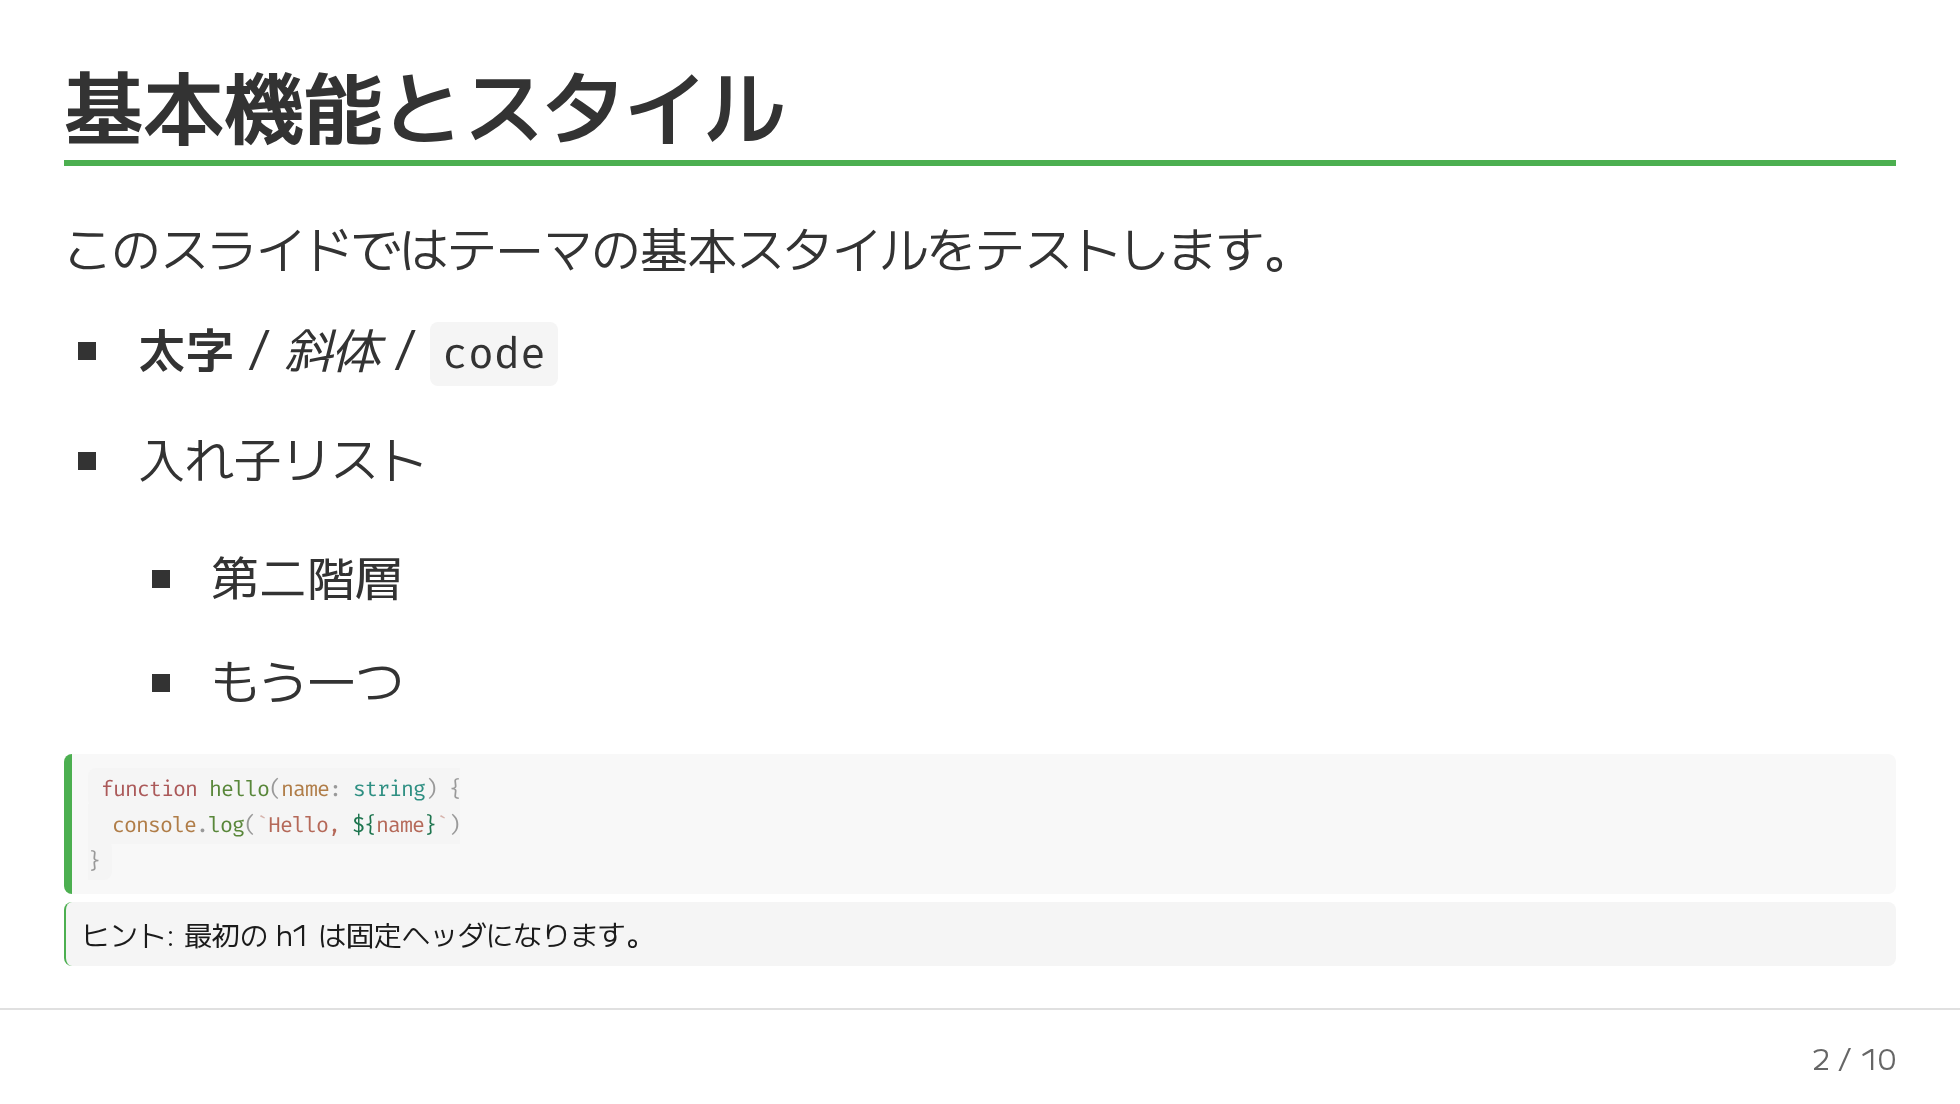 基本機能とスタイル
このスライドではテーマの基本スタイルをテストします。
▪ 太字 / 斜体 / code
▪ 入れ子リスト
▪ 第二階層
▪ もう一つ
function hello(name: string) {
  console.log(`Hello, ${name}`)
}
ヒント: 最初の h1 は固定ヘッダになります。
2 / 10